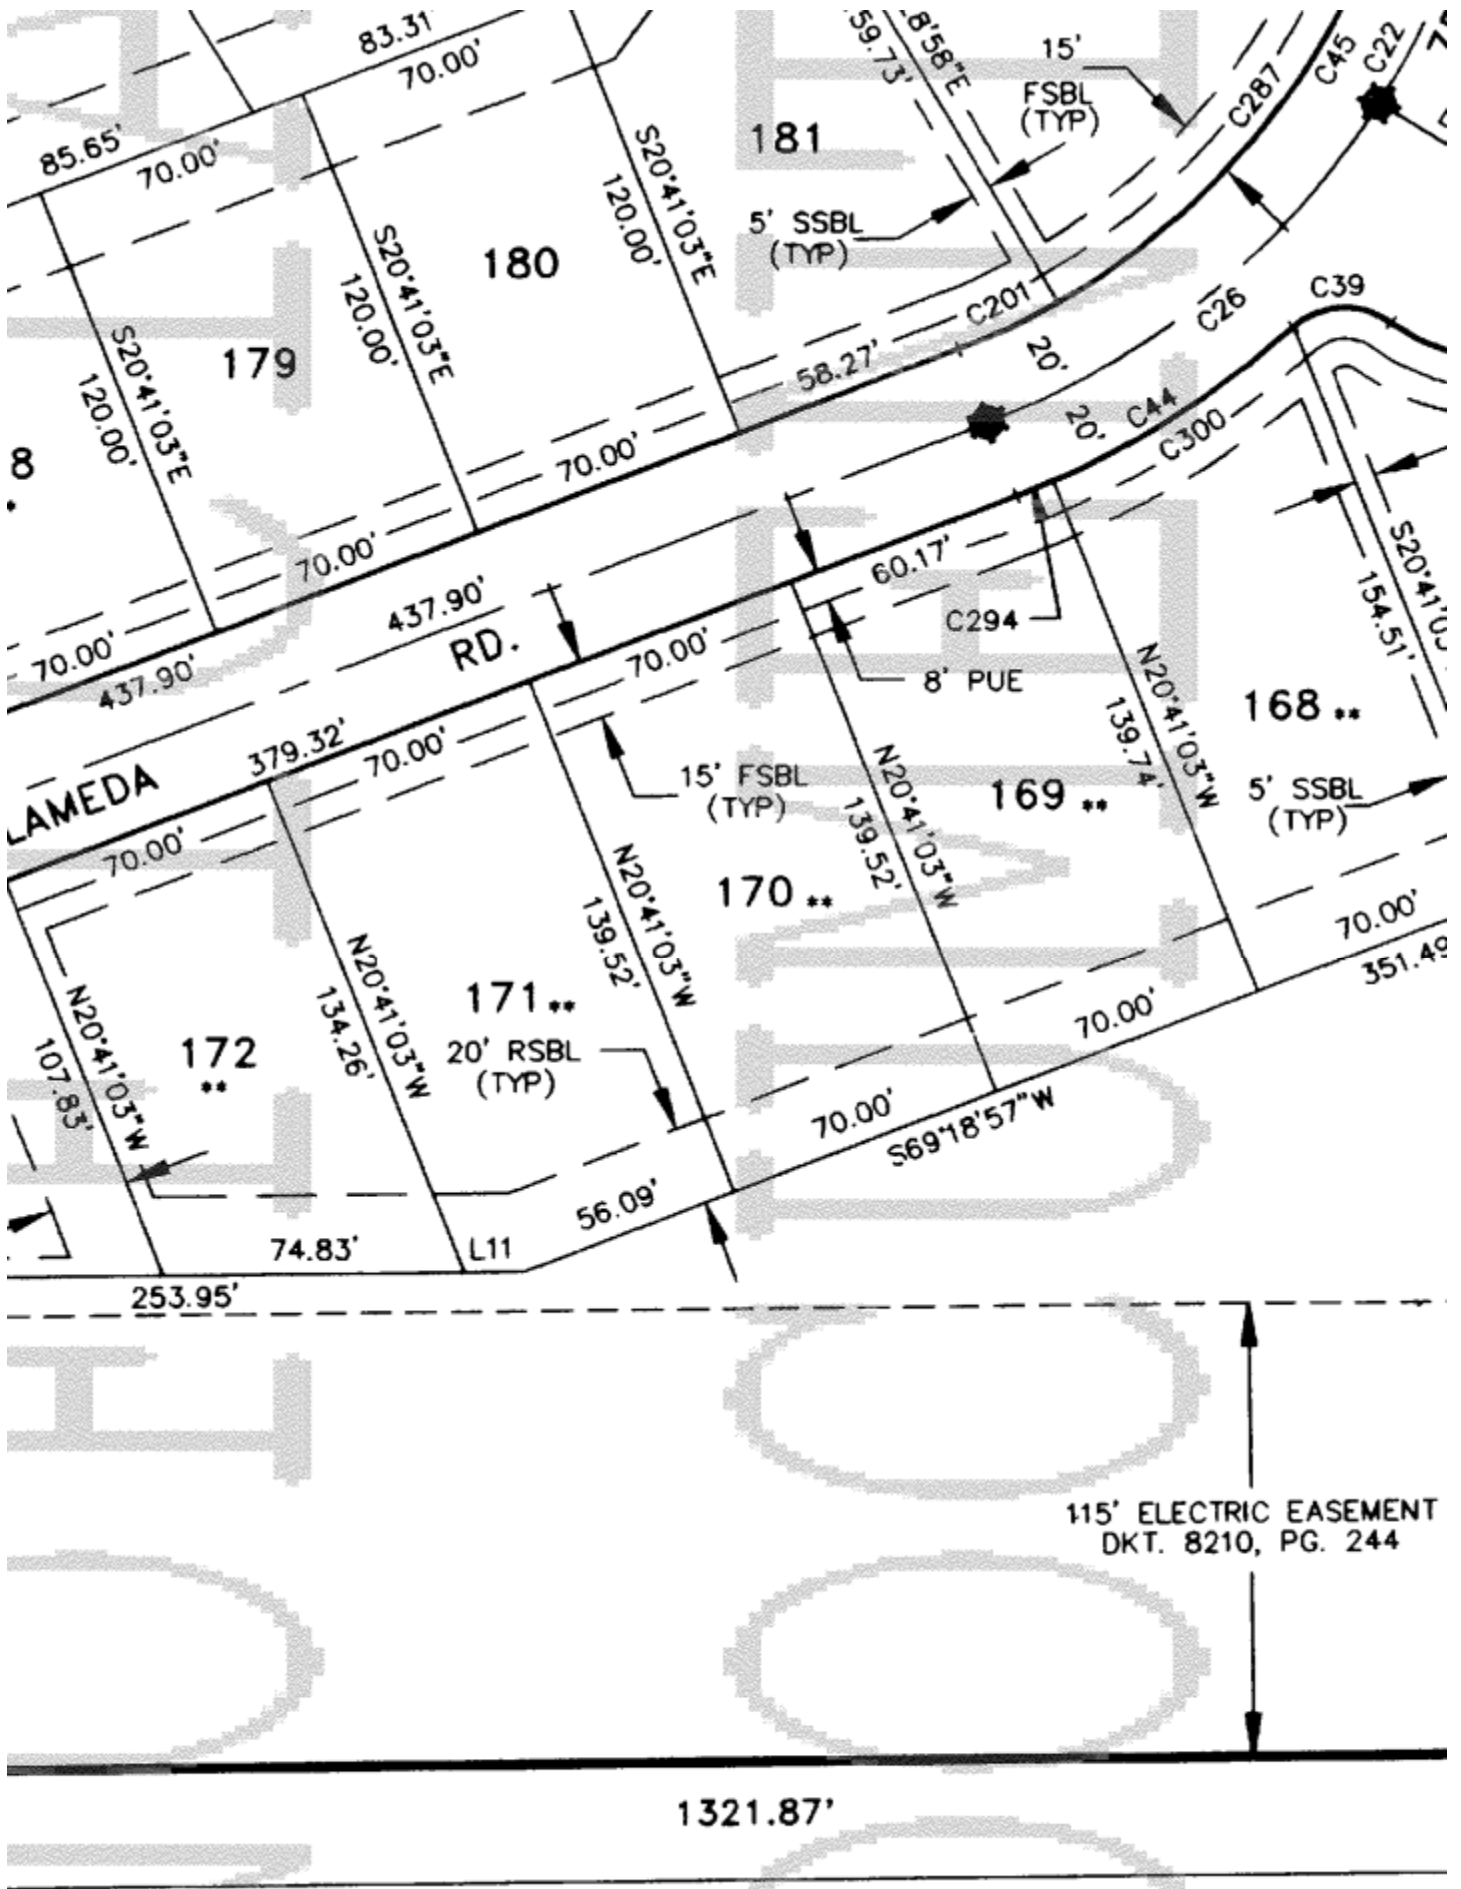 83.31'
70.00'
85.65'
70.00'
S20°41'03"E
120.00'
S20°41'03"E
120.00'
S20°41'03"E
120.00'
180
179
8
181
59.73'
8'58"E
15'
FSBL
(TYP)
5' SSBL
(TYP)
C287
C45
C22
C201
C26
C39
20'
20'
C44
C300
58.27'
70.00'
70.00'
70.00'
437.90'
437.90'
LAMEDA
RD.
379.32'
70.00'
70.00'
70.00'
60.17'
C294
8' PUE
15' FSBL
(TYP)
168 **
169 **
170 **
171 **
172
**
154.51'
N20°41'03"W
139.74'
N20°41'03"W
139.52'
N20°41'03"W
139.52'
N20°41'03"W
134.26'
N20°41'03"W
107.83'
5' SSBL
(TYP)
20' RSBL
(TYP)
70.00'
351.49
70.00'
70.00'
S69°18'57"W
56.09'
L11
74.83'
253.95'
115' ELECTRIC EASEMENT
DKT. 8210, PG. 244
1321.87'